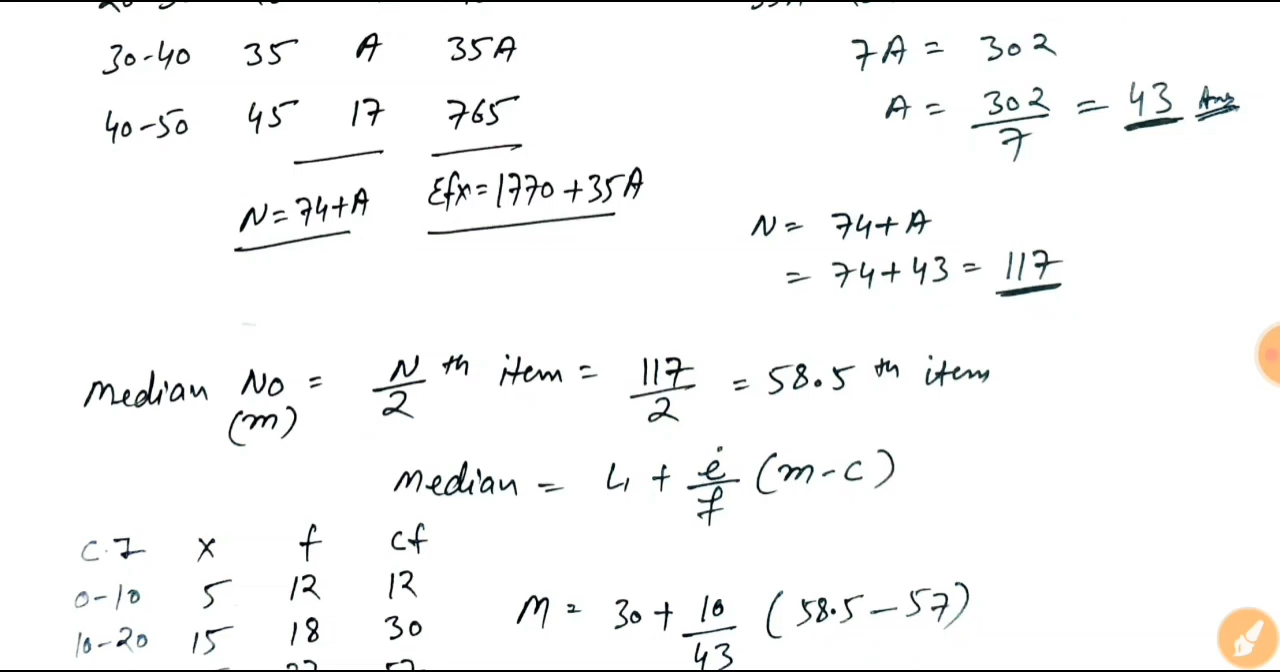 30-40 35 A 35A
40-50 45 17 765
N = 74+A Efx = 1770 + 35A
7A = 302
A = 302/7 = 43 Ans
N = 74 + A
= 74 + 43 = 117
Median No = N/2 th item = 117/2 = 58.5 th item
(m)
Median = L1 + i/f (m - c)
C.I x f cf
0-10 5 12 12
10-20 15 18 30
M = 30 + 10/43 (58.5 - 57)